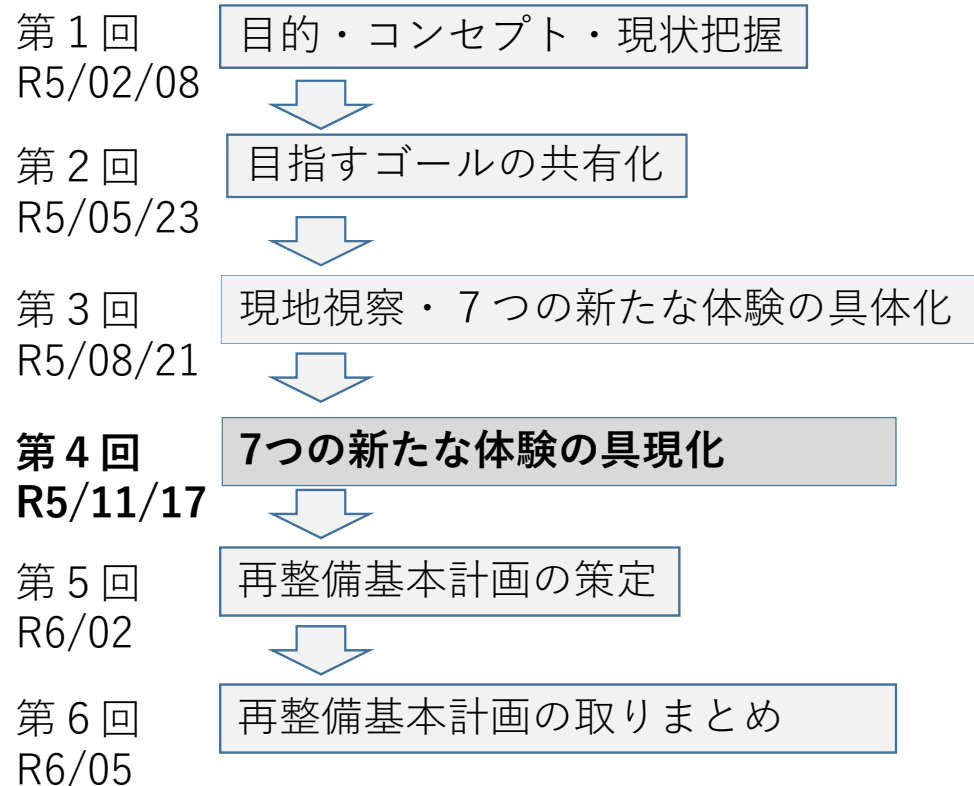 第１回
R5/02/08
目的・コンセプト・現状把握
第２回
R5/05/23
目指すゴールの共有化
第３回
R5/08/21
現地視察・７つの新たな体験の具体化
第４回
R5/11/17
7つの新たな体験の具現化
第５回
R6/02
再整備基本計画の策定
第６回
R6/05
再整備基本計画の取りまとめ